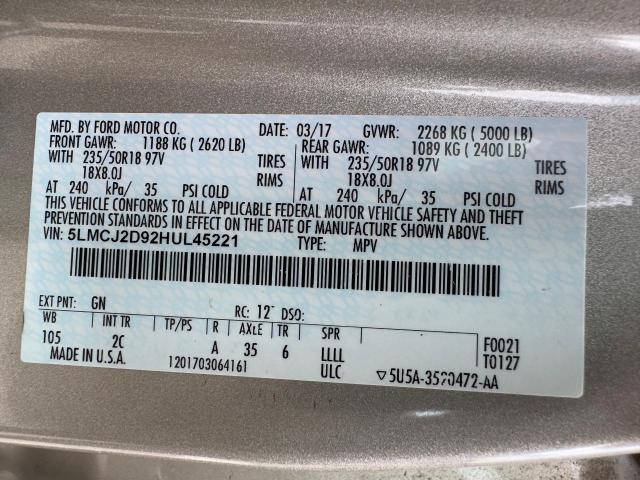 MFD. BY FORD MOTOR CO. DATE: 03/17 GVWR: 2268 KG ( 5000 LB)
FRONT GAWR: 1188 KG ( 2620 LB) REAR GAWR: 1089 KG ( 2400 LB)
WITH 235/50R18 97V TIRES WITH 235/50R18 97V TIRES
18X8.0J RIMS 18X8.0J RIMS
AT 240 kPa/ 35 PSI COLD AT 240 kPa/ 35 PSI COLD
THIS VEHICLE CONFORMS TO ALL APPLICABLE FEDERAL MOTOR VEHICLE SAFETY AND THEFT
PREVENTION STANDARDS IN EFFECT ON THE DATE OF MANUFACTURE SHOWN ABOVE.
VIN: 5LMCJ2D92HUL45221 TYPE: MPV
EXT PNT: GN RC: 12 DSO:
WB INT TR TP/PS R AXLE TR SPR F0021
105 2C A 35 6 LLLL T0127
MADE IN U.S.A. 1201703064161 ULC ▽5U5A-3520472-AA